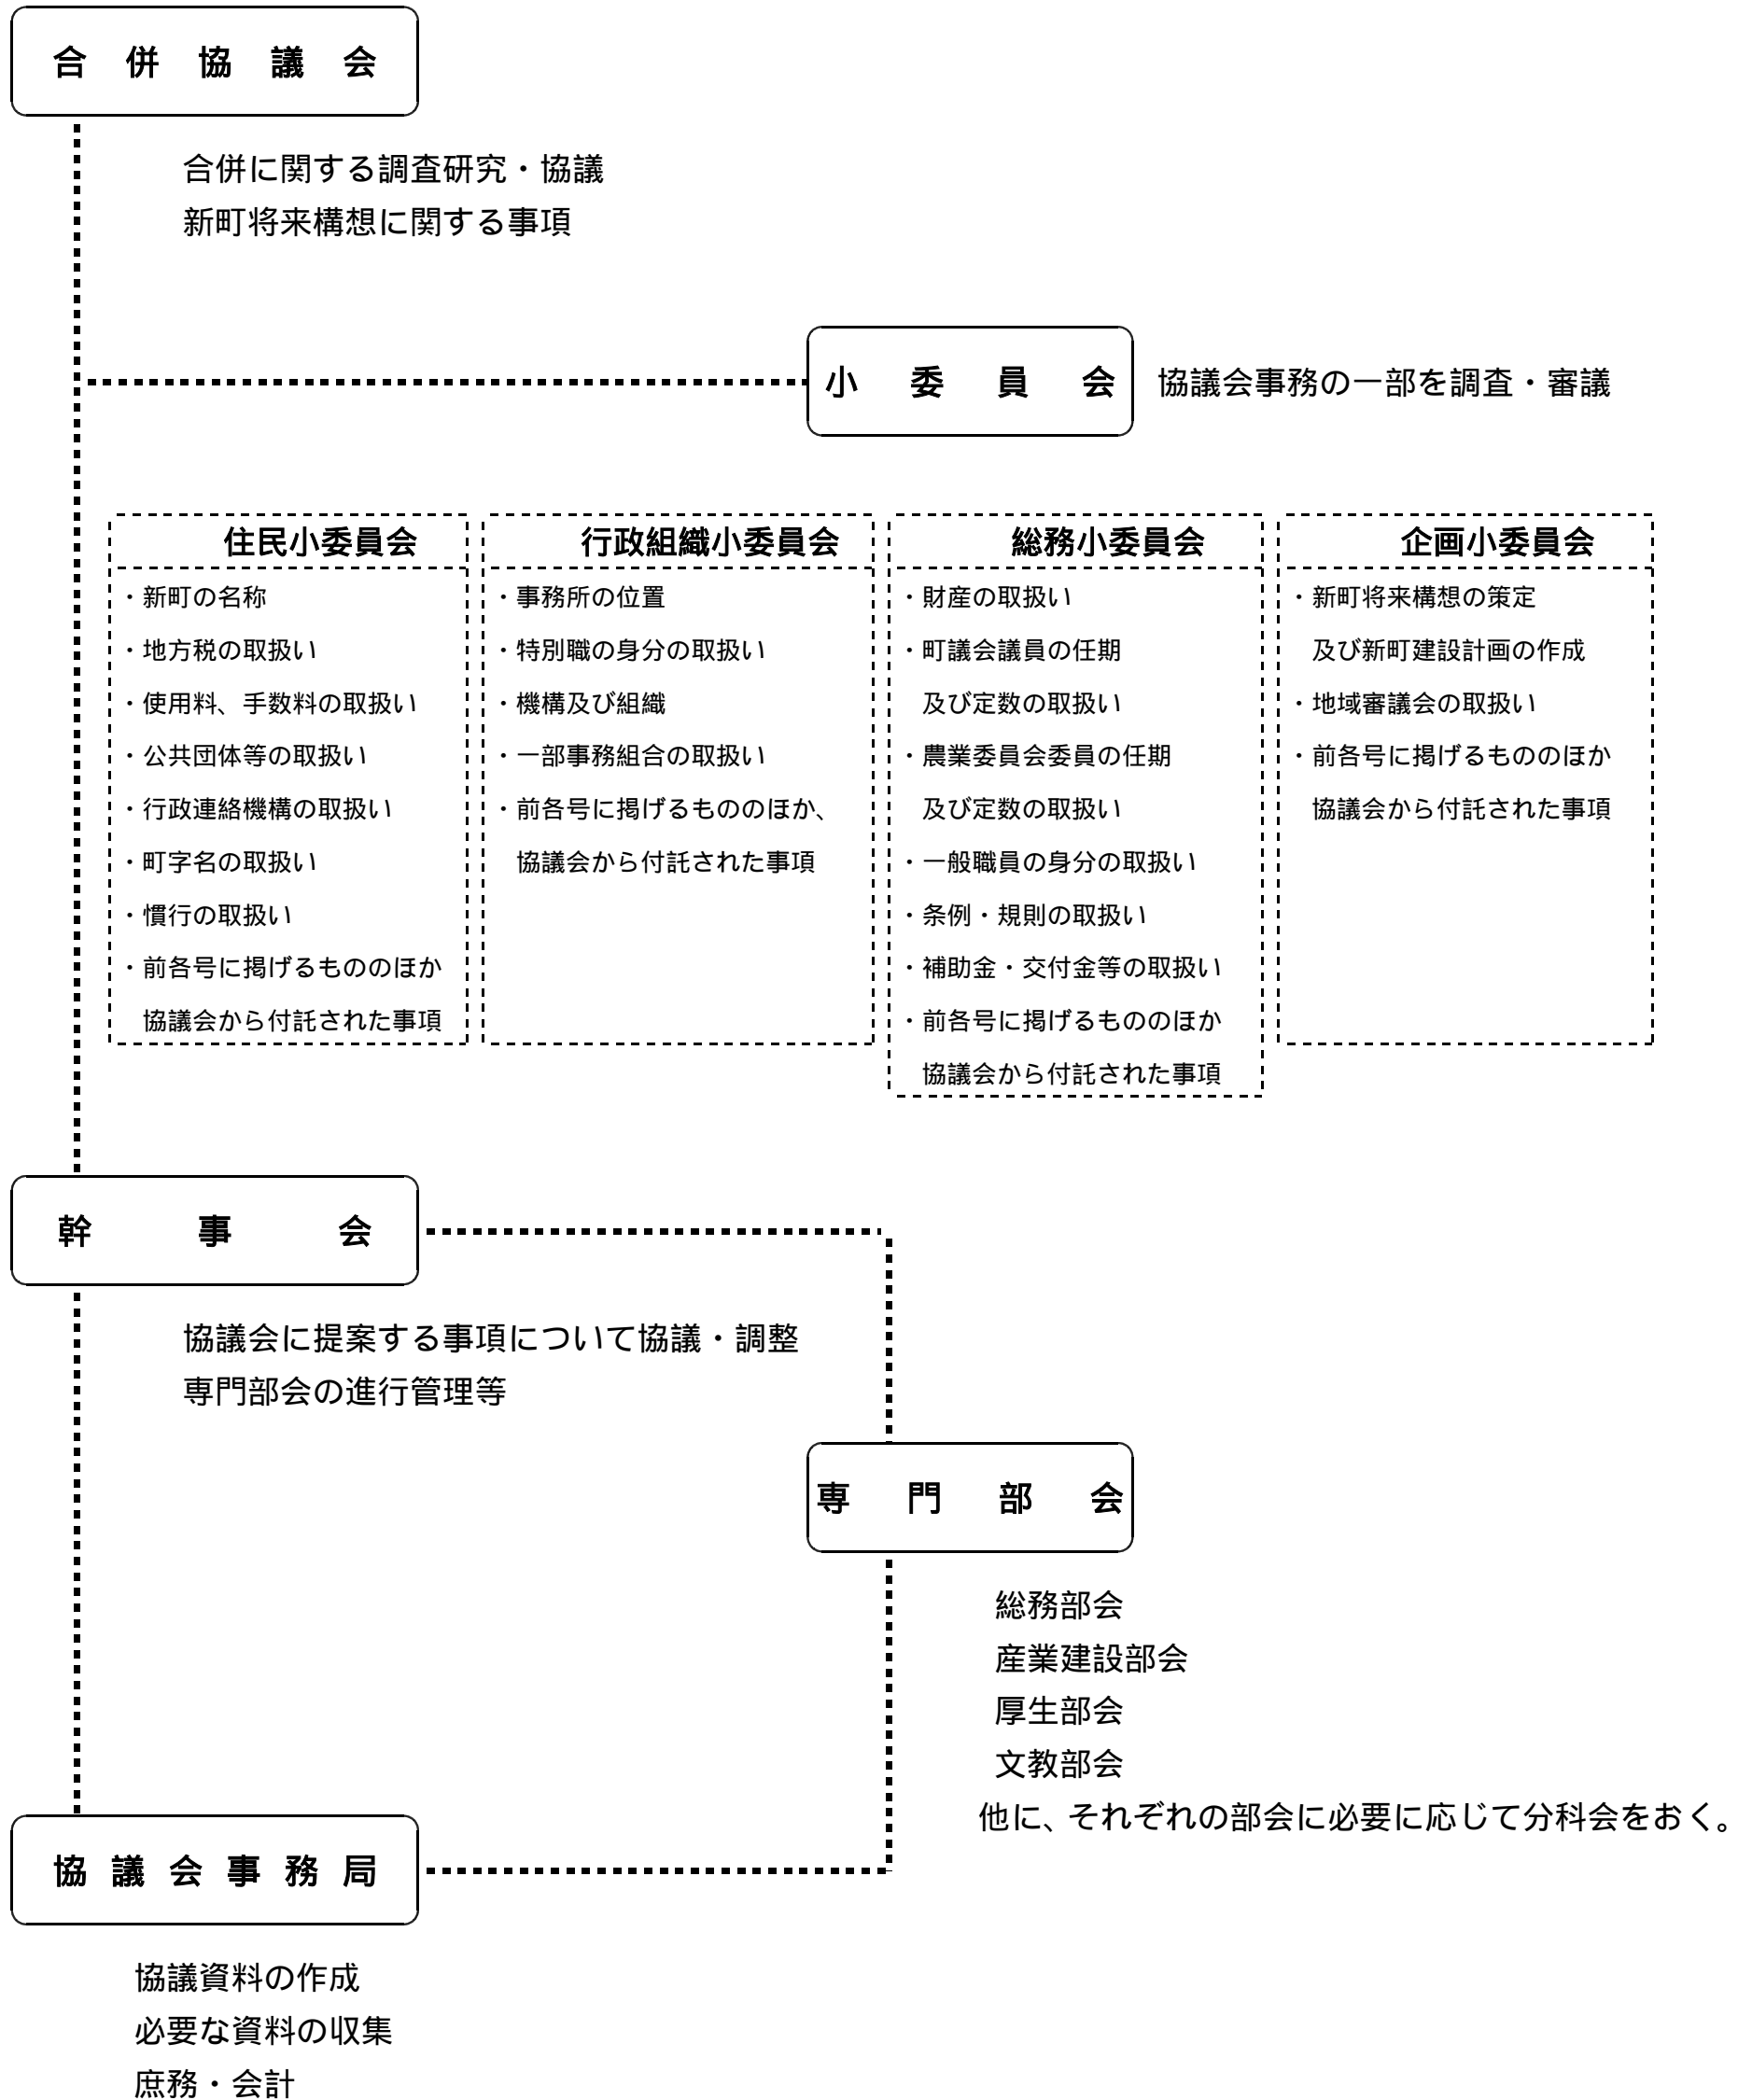 合併協議会
合併に関する調査研究・協議
新町将来構想に関する事項
小委員会
協議会事務の一部を調査・審議
住民小委員会
・新町の名称
・地方税の取扱い
・使用料、手数料の取扱い
・公共団体等の取扱い
・行政連絡機構の取扱い
・町字名の取扱い
・慣行の取扱い
・前各号に掲げるもののほか
協議会から付託された事項
行政組織小委員会
・事務所の位置
・特別職の身分の取扱い
・機構及び組織
・一部事務組合の取扱い
・前各号に掲げるもののほか、
協議会から付託された事項
総務小委員会
・財産の取扱い
・町議会議員の任期
及び定数の取扱い
・農業委員会委員の任期
及び定数の取扱い
・一般職員の身分の取扱い
・条例・規則の取扱い
・補助金・交付金等の取扱い
・前各号に掲げるもののほか
協議会から付託された事項
企画小委員会
・新町将来構想の策定
及び新町建設計画の作成
・地域審議会の取扱い
・前各号に掲げるもののほか
協議会から付託された事項
幹事会
協議会に提案する事項について協議・調整
専門部会の進行管理等
専門部会
総務部会
産業建設部会
厚生部会
文教部会
他に、それぞれの部会に必要に応じて分科会をおく。
協議会事務局
協議資料の作成
必要な資料の収集
庶務・会計